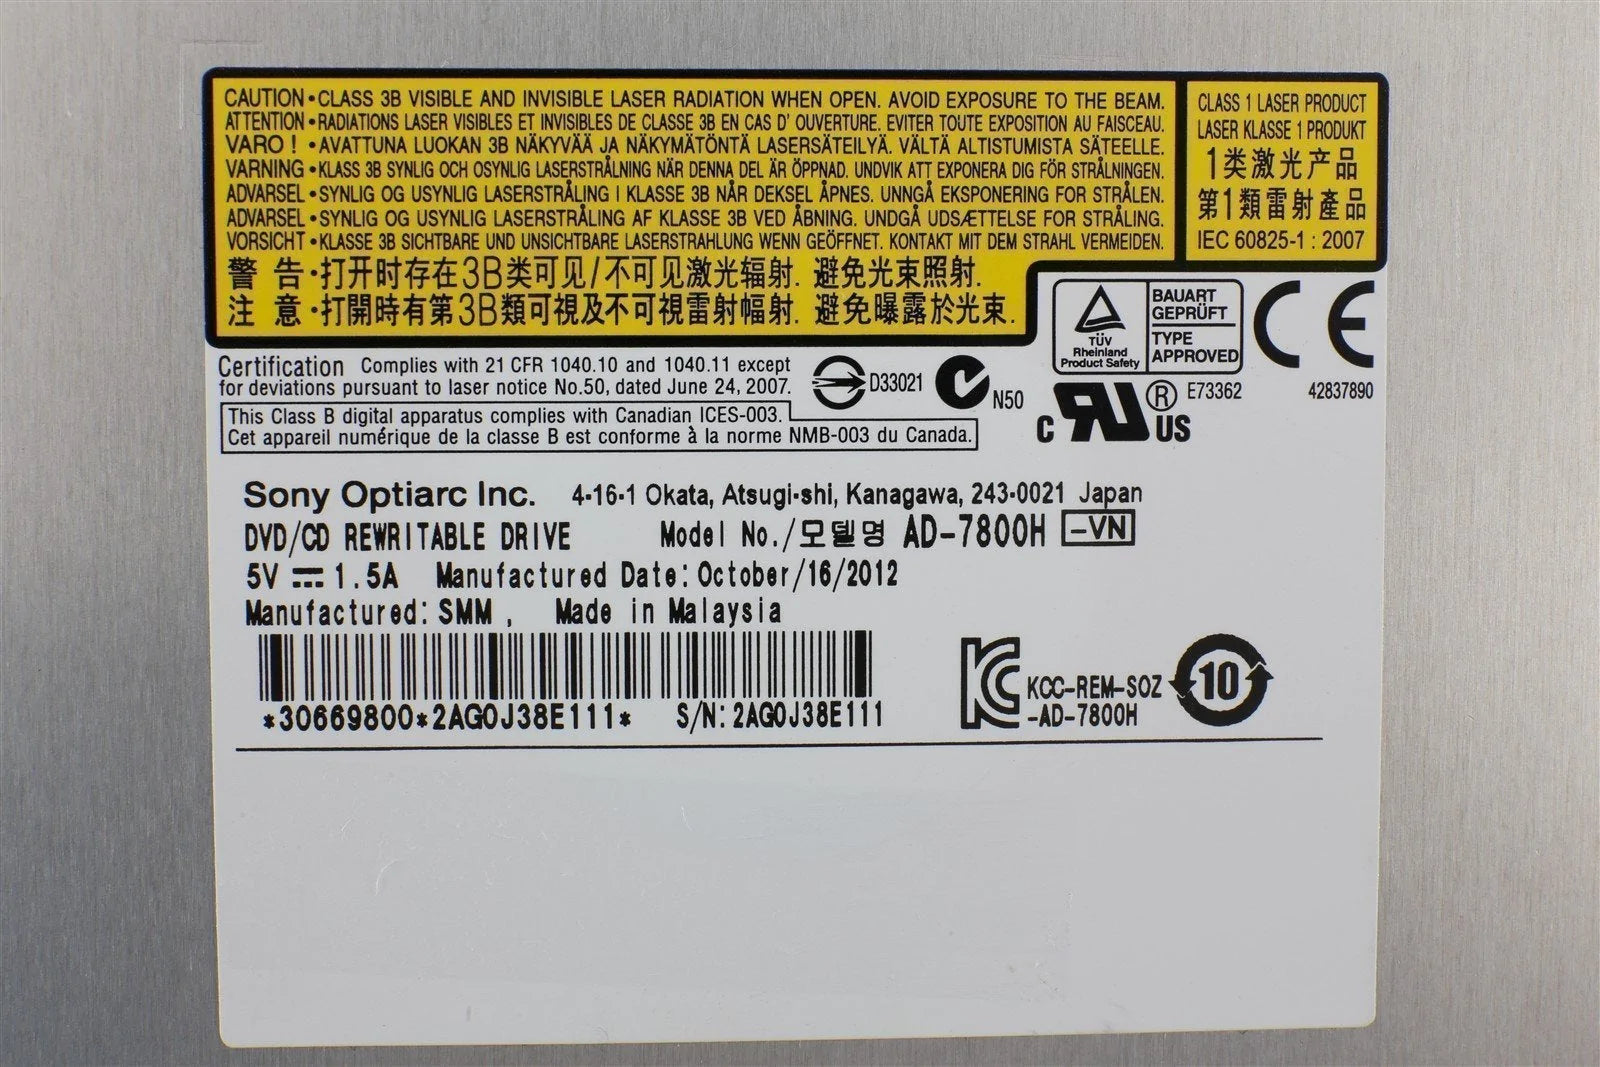 CAUTION • CLASS 3B VISIBLE AND INVISIBLE LASER RADIATION WHEN OPEN. AVOID EXPOSURE TO THE BEAM.
ATTENTION • RADIATIONS LASER VISIBLES ET INVISIBLES DE CLASSE 3B EN CAS D' OUVERTURE. EVITER TOUTE EXPOSITION AU FAISCEAU.
VARO ! • AVATTUNA LUOKAN 3B NÄKYVÄÄ JA NÄKYMÄTÖNTÄ LASERSÄTEILYÄ. VÄLTÄ ALTISTUMISTA SÄTEELLE.
VARNING • KLASS 3B SYNLIG OCH OSYNLIG LASERSTRÅLNING NÄR DENNA DEL ÄR ÖPPNAD. UNDVIK ATT EXPONERA DIG FÖR STRÅLNINGEN.
ADVARSEL • SYNLIG OG USYNLIG LASERSTRÅLING I KLASSE 3B NÅR DEKSEL ÅPNES. UNNGÅ EKSPONERING FOR STRÅLEN.
ADVARSEL • SYNLIG OG USYNLIG LASERSTRÅLING AF KLASSE 3B VED ÅBNING. UNDGÅ UDSÆTTELSE FOR STRÅLING.
VORSICHT • KLASSE 3B SICHTBARE UND UNSICHTBARE LASERSTRAHLUNG WENN GEÖFFNET. KONTAKT MIT DEM STRAHL VERMEIDEN.
警 告 • 打开时存在3B类可见/不可见激光辐射. 避免光束照射.
注 意 • 打開時有第3B類可視及不可視雷射幅射. 避免曝露於光束.
CLASS 1 LASER PRODUCT
LASER KLASSE 1 PRODUKT
1类激光产品
第1類雷射產品
IEC 60825-1 : 2007
Certification Complies with 21 CFR 1040.10 and 1040.11 except
for deviations pursuant to laser notice No.50, dated June 24, 2007.
This Class B digital apparatus complies with Canadian ICES-003.
Cet appareil numérique de la classe B est conforme à la norme NMB-003 du Canada.
D33021
N50
TÜV
Rheinland
Product Safety
BAUART
GEPRÜFT
TYPE
APPROVED
CE
C RU ® US
E73362
42837890
Sony Optiarc Inc. 4-16-1 Okata, Atsugi-shi, Kanagawa, 243-0021 Japan
DVD/CD REWRITABLE DRIVE Model No./모델명 AD-7800H -VN
5V ⎓ 1.5A Manufactured Date: October/16/2012
Manufactured: SMM , Made in Malaysia
*30669800*2AG0J38E111* S/N: 2AG0J38E111
KC
KCC-REM-SOZ
-AD-7800H
10